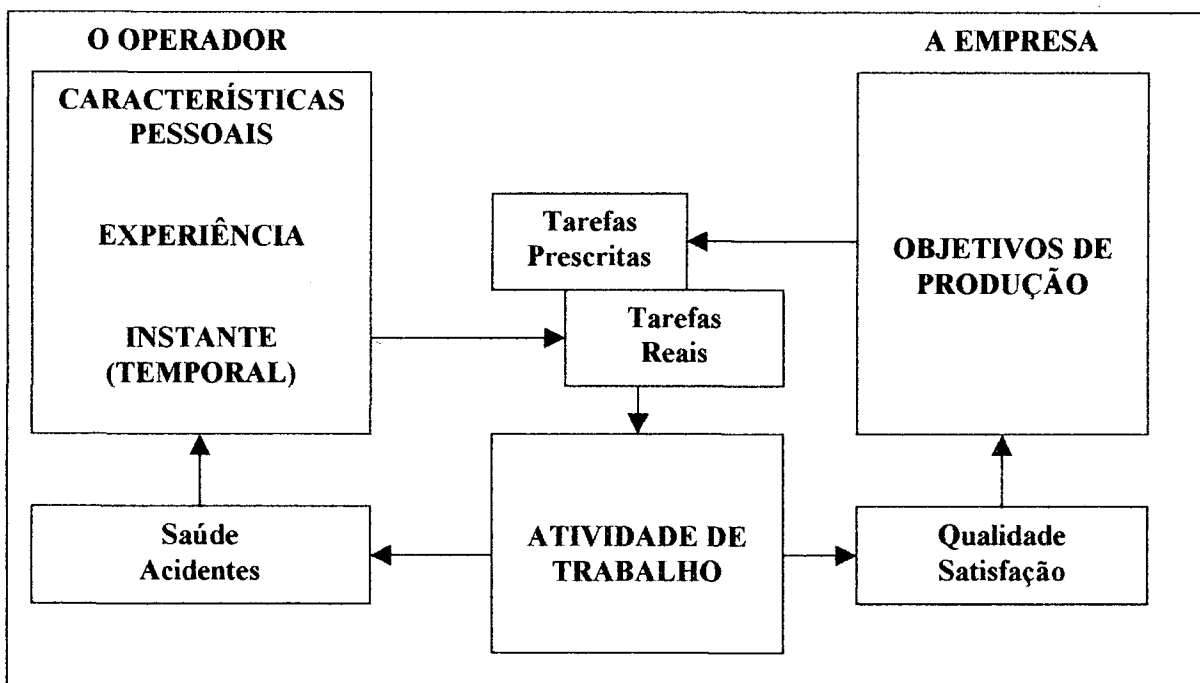 O OPERADOR
A EMPRESA
CARACTERÍSTICAS
PESSOAIS
EXPERIÊNCIA
INSTANTE
(TEMPORAL)
Tarefas
Prescritas
Tarefas
Reais
OBJETIVOS DE
PRODUÇÃO
Saúde
Acidentes
ATIVIDADE DE
TRABALHO
Qualidade
Satisfação